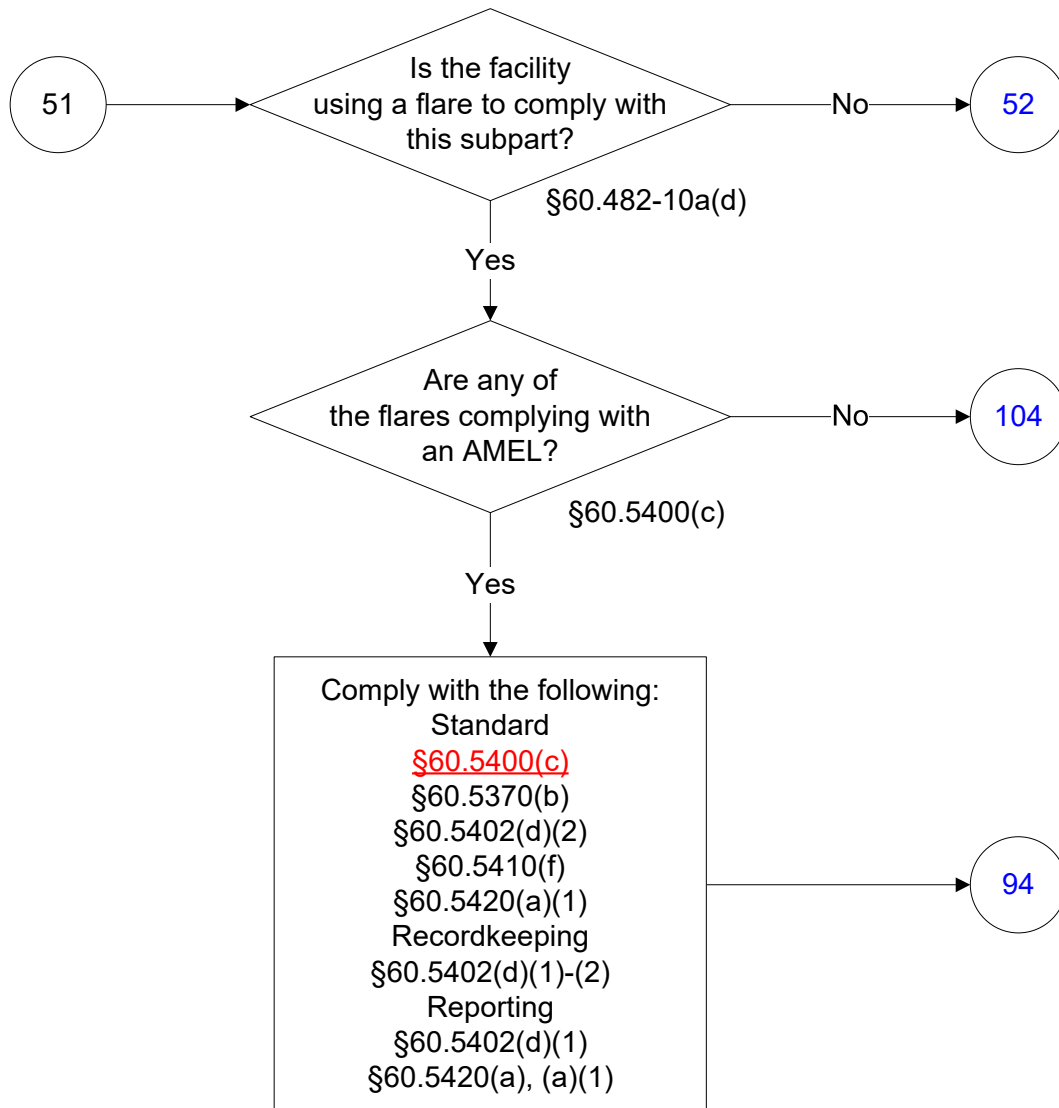 51
Is the facility
using a flare to comply with
this subpart?
No
52
§60.482-10a(d)
Yes
Are any of
the flares complying with
an AMEL?
No
104
§60.5400(c)
Yes
Comply with the following:
Standard
§60.5400(c)
§60.5370(b)
§60.5402(d)(2)
§60.5410(f)
§60.5420(a)(1)
Recordkeeping
§60.5402(d)(1)-(2)
Reporting
§60.5402(d)(1)
§60.5420(a), (a)(1)
94